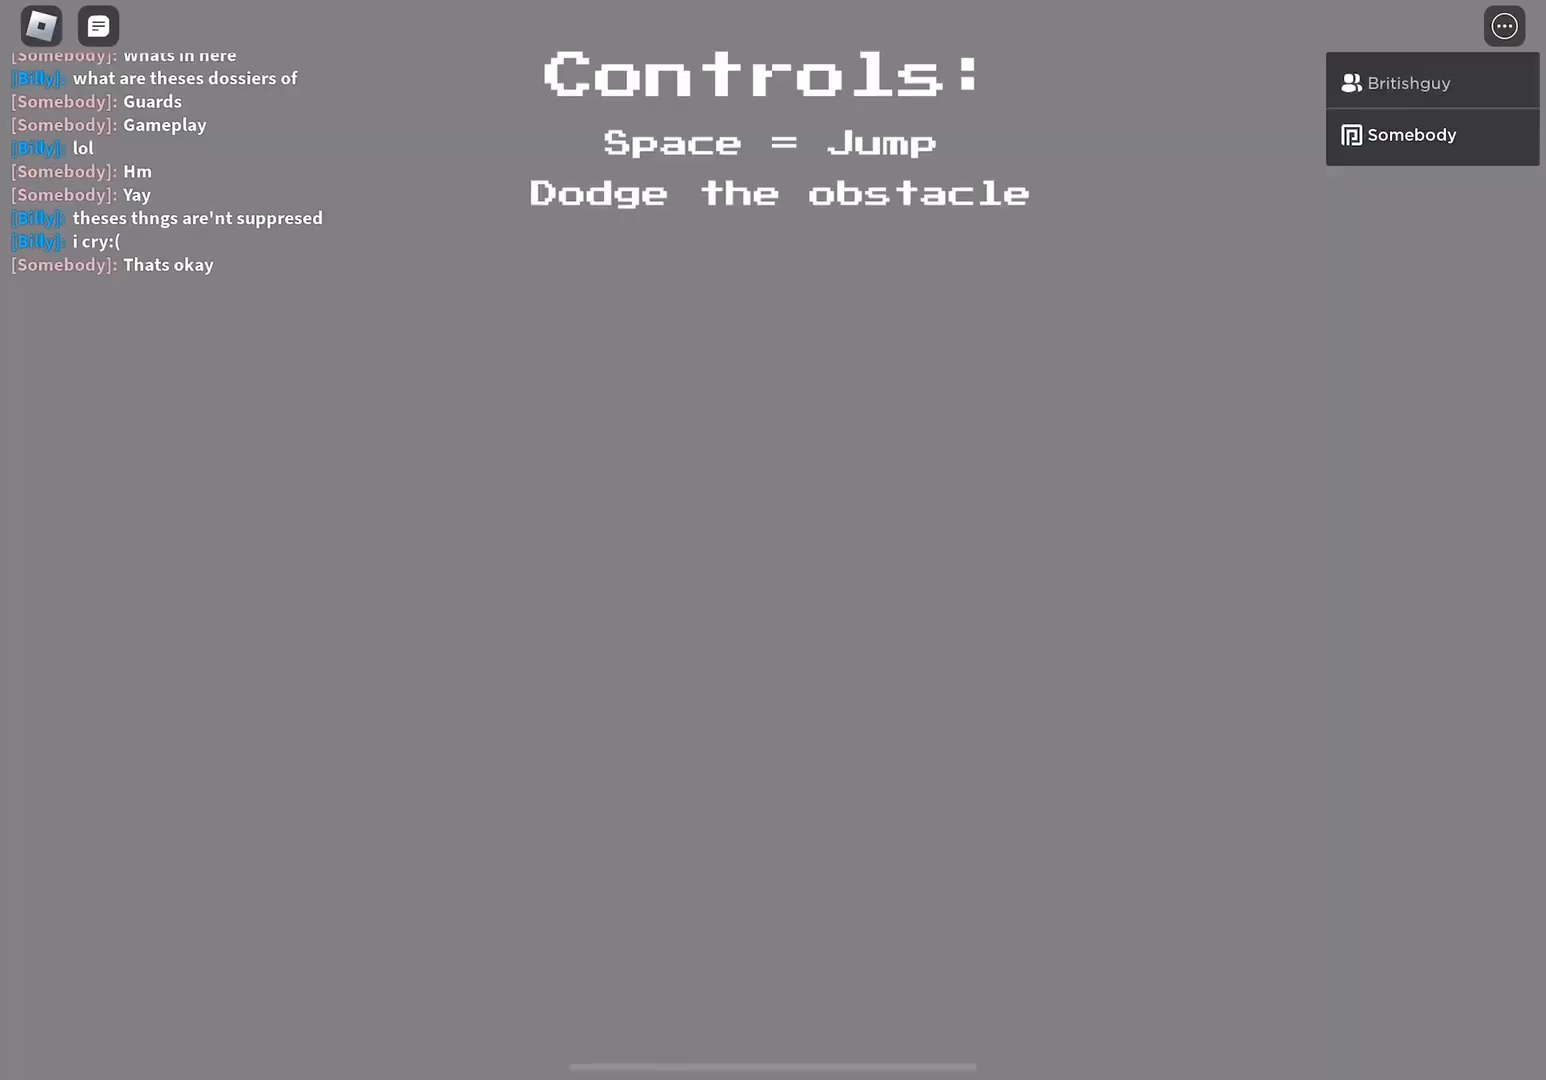 [Somebody]: Whats in here
[Billy]: what are theses dossiers of
[Somebody]: Guards
[Somebody]: Gameplay
[Billy]: lol
[Somebody]: Hm
[Somebody]: Yay
[Billy]: theses thngs are'nt suppresed
[Billy]: i cry:(
[Somebody]: Thats okay
Controls:
Space = Jump
Dodge the obstacle
Britishguy
Somebody